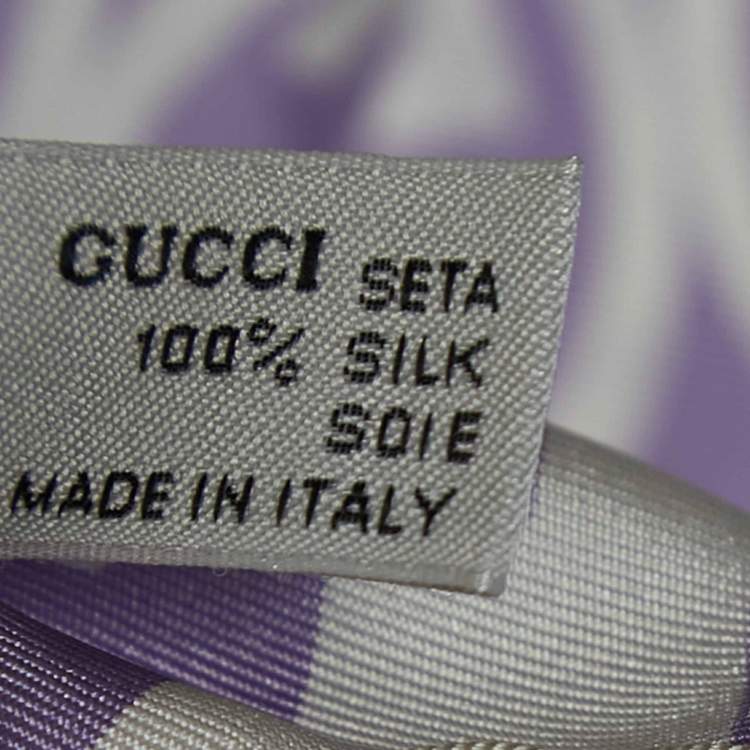 GUCCI SETA
100% SILK
SOIE
MADE IN ITALY